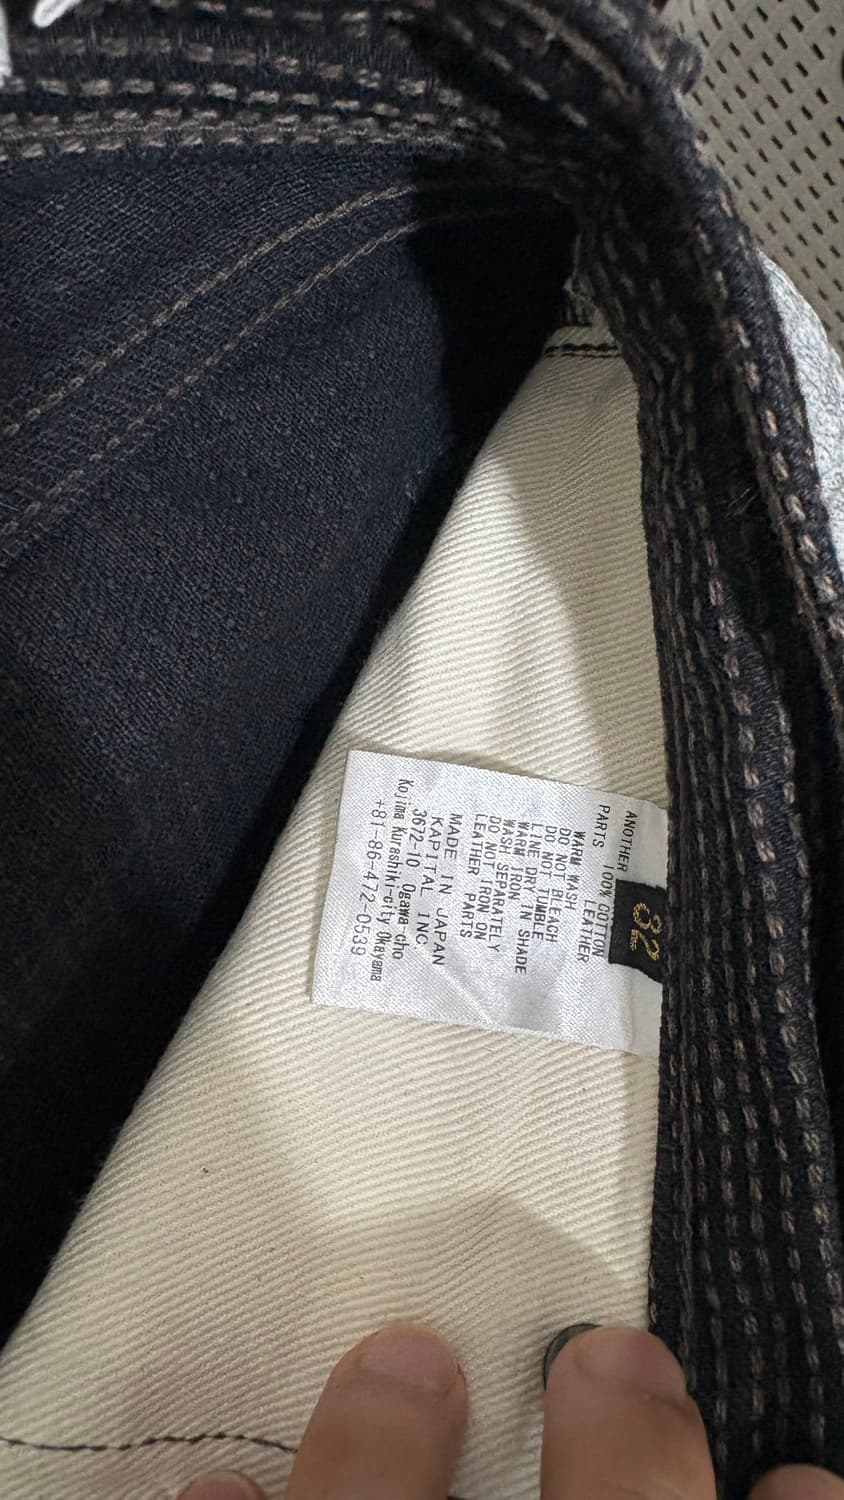 32
ANOTHER
100% COTTON
PARTS LEATHER
WARM WASH
DO NOT BLEACH
DO NOT TUMBLE
LINE DRY IN SHADE
WARM IRON
WASH SEPARATELY
DO NOT IRON ON
LEATHER PARTS
MADE IN JAPAN
KAPITAL INC.
3672-10 Ogawa-cho
Kojima Kurashiki-city Okayama
+81-86-472-0539